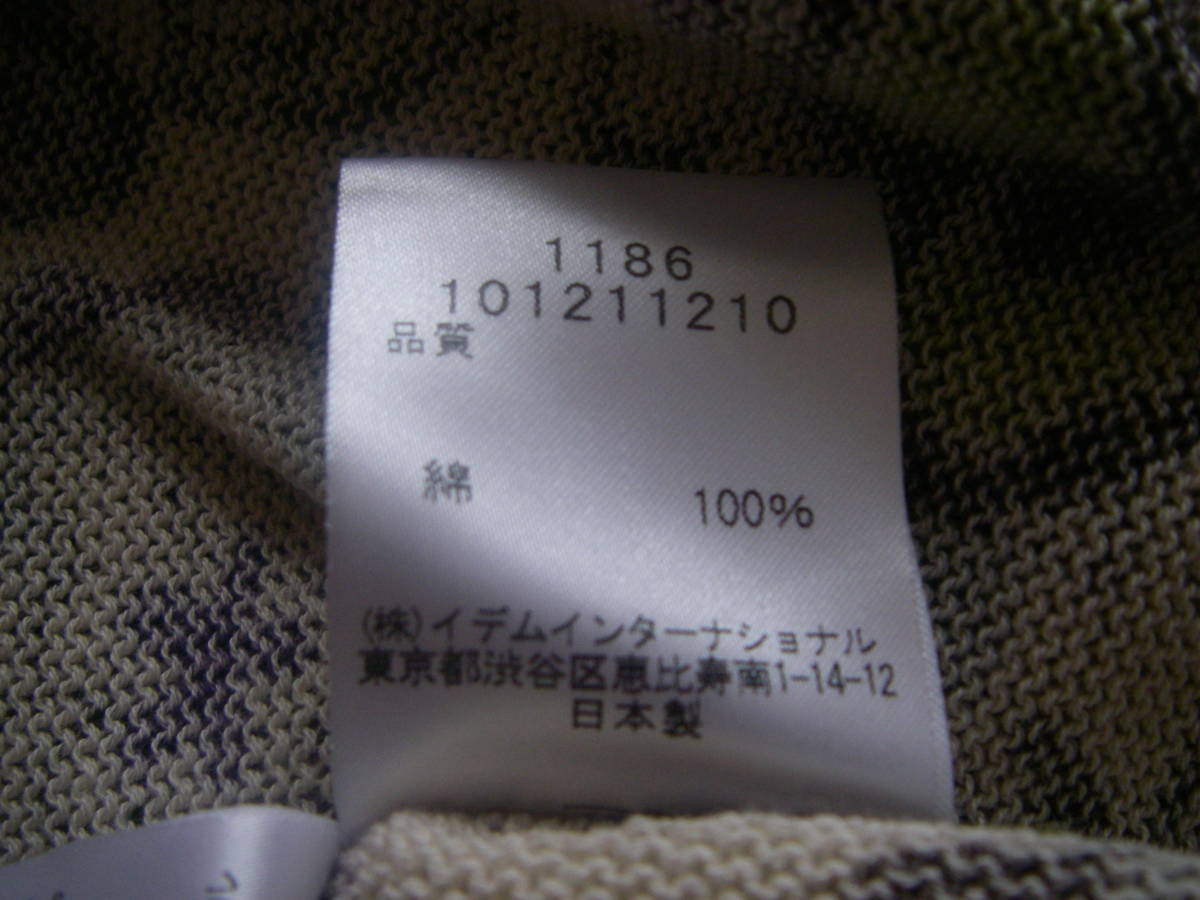 1186
101211210
品質
綿 100%
(株)イデムインターナショナル
東京都渋谷区恵比寿南1-14-12
日本製